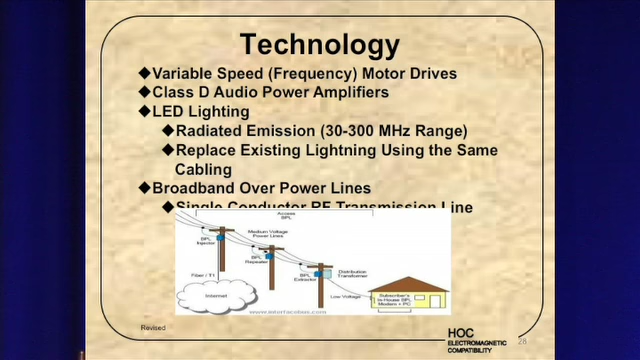 Technology
◆Variable Speed (Frequency) Motor Drives
◆Class D Audio Power Amplifiers
◆LED Lighting
◆Radiated Emission (30-300 MHz Range)
◆Replace Existing Lightning Using the Same
Cabling
◆Broadband Over Power Lines
◆Single Conductor RF Transmission Line
Access
BPL
Medium Voltage
Power Lines
BPL
Injector
BPL
Repeater
BPL
Extractor
Distribution
Transformer
Fiber / T1
Internet
Low Voltage
Subscriber's
In-House BPL
Modem + PC
Revised
HOC
ELECTROMAGNETIC
COMPATIBILITY
28